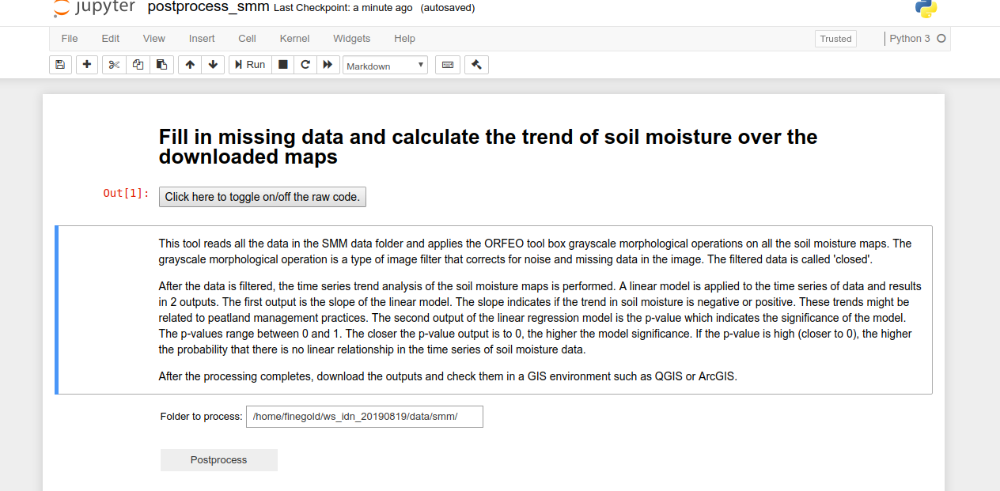 jupyter postprocess_smm Last Checkpoint: a minute ago (autosaved)
File Edit View Insert Cell Kernel Widgets Help Trusted Python 3
Run Markdown
Fill in missing data and calculate the trend of soil moisture over the
downloaded maps
Out[1]: Click here to toggle on/off the raw code.
This tool reads all the data in the SMM data folder and applies the ORFEO tool box grayscale morphological operations on all the soil moisture maps. The
grayscale morphological operation is a type of image filter that corrects for noise and missing data in the image. The filtered data is called 'closed'.
After the data is filtered, the time series trend analysis of the soil moisture maps is performed. A linear model is applied to the time series of data and results
in 2 outputs. The first output is the slope of the linear model. The slope indicates if the trend in soil moisture is negative or positive. These trends might be
related to peatland management practices. The second output of the linear regression model is the p-value which indicates the significance of the model.
The p-values range between 0 and 1. The closer the p-value output is to 0, the higher the model significance. If the p-value is high (closer to 0), the higher
the probability that there is no linear relationship in the time series of soil moisture data.
After the processing completes, download the outputs and check them in a GIS environment such as QGIS or ArcGIS.
Folder to process: /home/finegold/ws_idn_20190819/data/smm/
Postprocess